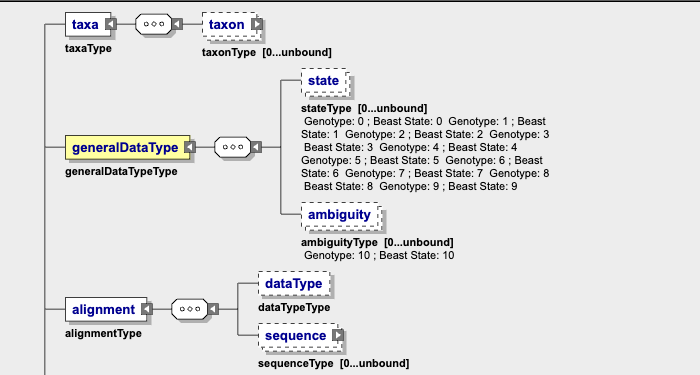 taxa
taxaType
taxon
taxonType [0...unbound]
state
stateType [0...unbound]
Genotype: 0 ; Beast State: 0 Genotype: 1 ; Beast
State: 1 Genotype: 2 ; Beast State: 2 Genotype: 3
Beast State: 3 Genotype: 4 ; Beast State: 4
Genotype: 5 ; Beast State: 5 Genotype: 6 ; Beast
State: 6 Genotype: 7 ; Beast State: 7 Genotype: 8
Beast State: 8 Genotype: 9 ; Beast State: 9
generalDataType
generalDataTypeType
ambiguity
ambiguityType [0...unbound]
Genotype: 10 ; Beast State: 10
alignment
alignmentType
dataType
dataTypeType
sequence
sequenceType [0...unbound]